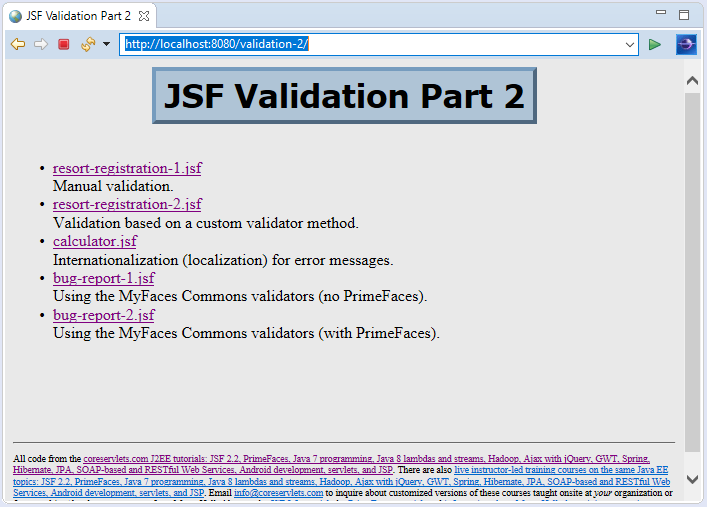 JSF Validation Part 2
http://localhost:8080/validation-2/
JSF Validation Part 2
• resort-registration-1.jsf
Manual validation.
• resort-registration-2.jsf
Validation based on a custom validator method.
• calculator.jsf
Internationalization (localization) for error messages.
• bug-report-1.jsf
Using the MyFaces Commons validators (no PrimeFaces).
• bug-report-2.jsf
Using the MyFaces Commons validators (with PrimeFaces).
All code from the coreservlets.com J2EE tutorials: JSF 2.2, PrimeFaces, Java 7 programming, Java 8 lambdas and streams, Hadoop, Ajax with jQuery, GWT, Spring,
Hibernate, JPA, SOAP-based and RESTful Web Services, Android development, servlets, and JSP. There are also live instructor-led training courses on the same Java EE
topics: JSF 2.2, PrimeFaces, Java 7 programming, Java 8 lambdas and streams, Hadoop, Ajax with jQuery, GWT, Spring, Hibernate, JPA, SOAP-based and RESTful Web
Services, Android development, servlets, and JSP. Email info@coreservlets.com to inquire about customized versions of these courses taught onsite at your organization or